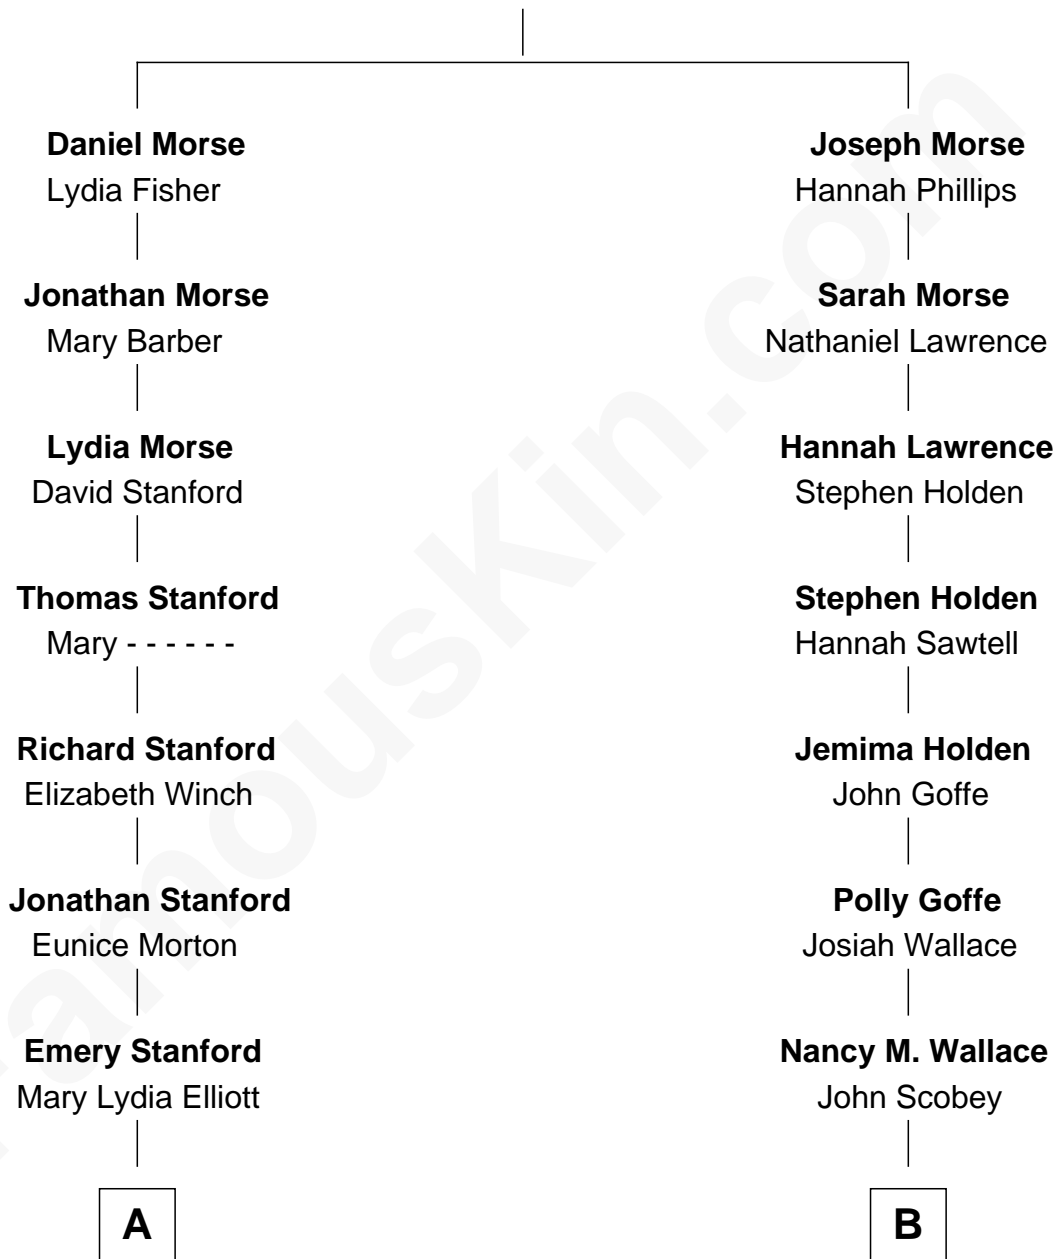 Daniel Morse
Lydia Fisher
Joseph Morse
Hannah Phillips
Jonathan Morse
Mary Barber
Sarah Morse
Nathaniel Lawrence
Lydia Morse
David Stanford
Hannah Lawrence
Stephen Holden
Thomas Stanford
Mary - - - - - -
Stephen Holden
Hannah Sawtell
Richard Stanford
Elizabeth Winch
Jemima Holden
John Goffe
Jonathan Stanford
Eunice Morton
Polly Goffe
Josiah Wallace
Emery Stanford
Mary Lydia Elliott
Nancy M. Wallace
John Scobey
A
B
FamousKin.com